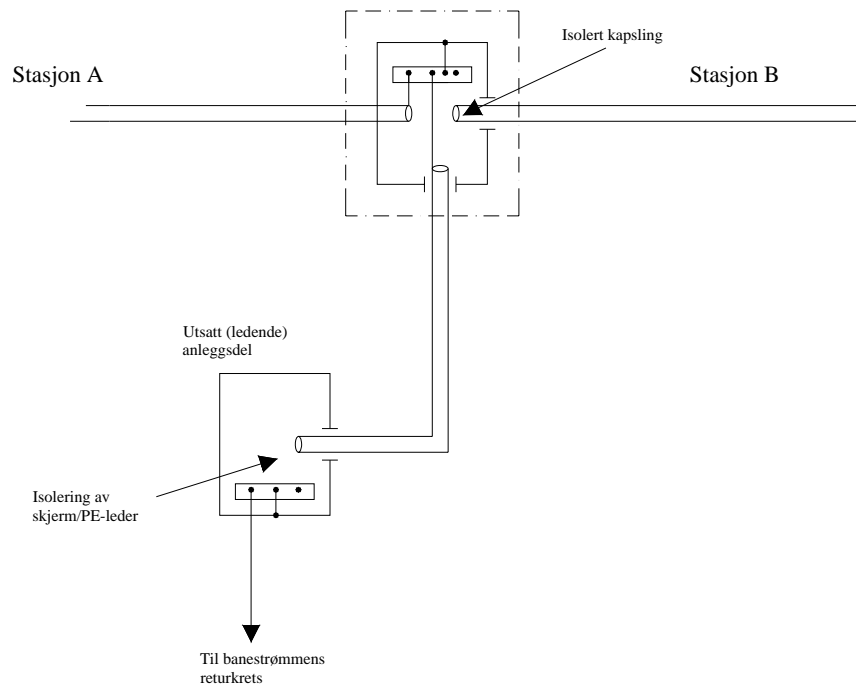 Isolert kapsling
Stasjon A
Stasjon B
Utsatt (ledende)
anleggsdel
Isolering av
skjerm/PE-leder
Til banestrømmens
returkrets